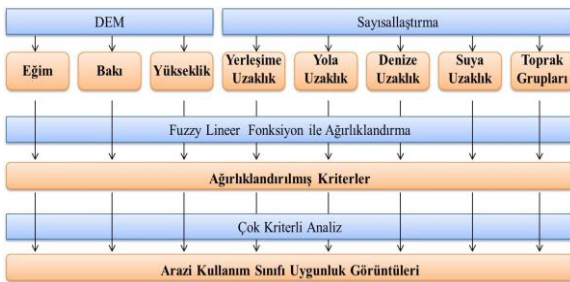 DEM
Sayısallaştırma
Eğim
Bakı
Yükseklik
Yerleşime
Uzaklık
Yola
Uzaklık
Denize
Uzaklık
Suya
Uzaklık
Toprak
Grupları
Fuzzy Lineer Fonksiyon ile Ağırlıklandırma
Ağırlıklandırılmış Kriterler
Çok Kriterli Analiz
Arazi Kullanım Sınıfı Uygunluk Görüntüleri